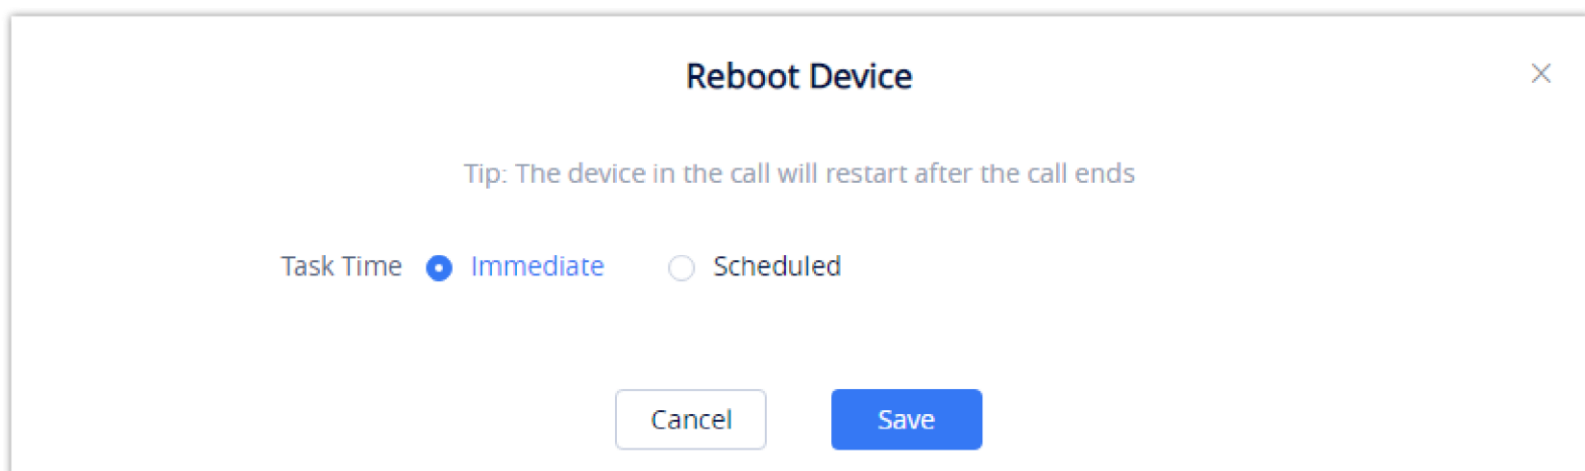 Reboot Device
Tip: The device in the call will restart after the call ends
Task Time Immediate Scheduled
Cancel Save